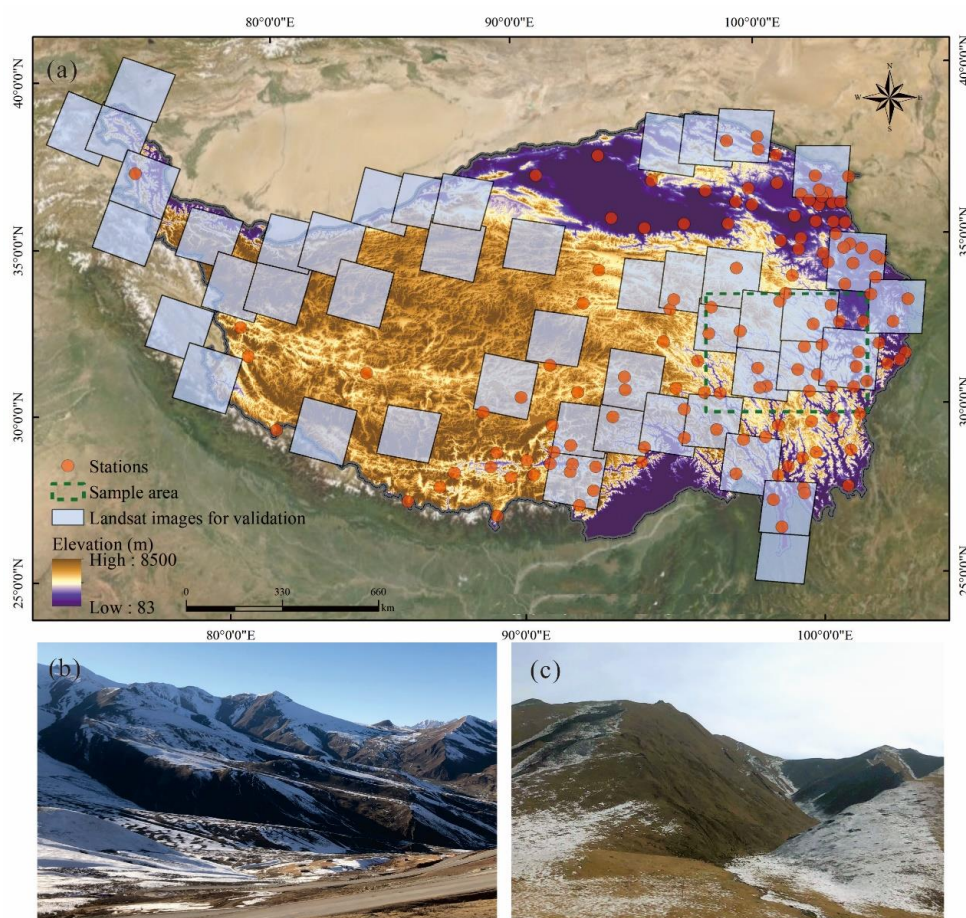 80°0'0"E 90°0'0"E 100°0'0"E
(a)
N
W E
S
40°0'0"N
40°0'0"N
35°0'0"N
35°0'0"N
30°0'0"N
30°0'0"N
25°0'0"N
25°0'0"N
Stations
Sample area
Landsat images for validation
Elevation (m)
High : 8500
Low : 83
0 330 660
km
80°0'0"E 90°0'0"E 100°0'0"E
(b)
(c)